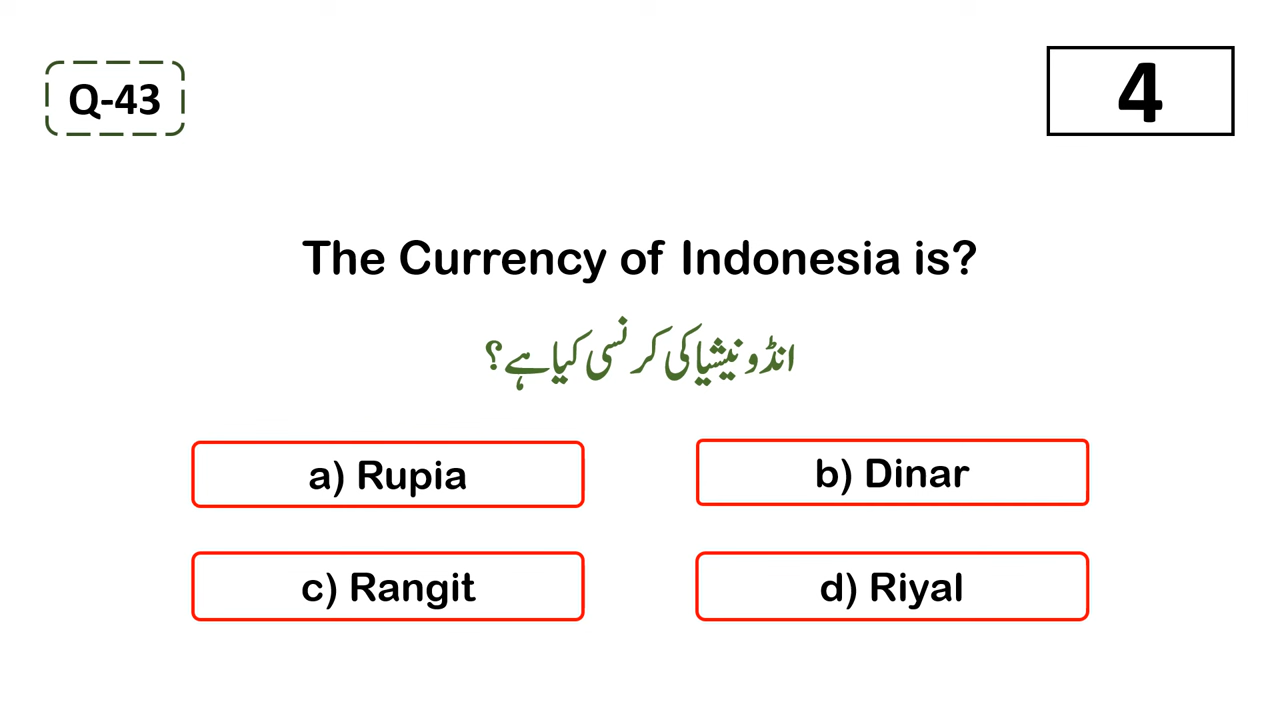 Q-43
4
The Currency of Indonesia is?
انڈونیشیا کی کرنسی کیا ہے؟
a) Rupia
b) Dinar
c) Rangit
d) Riyal